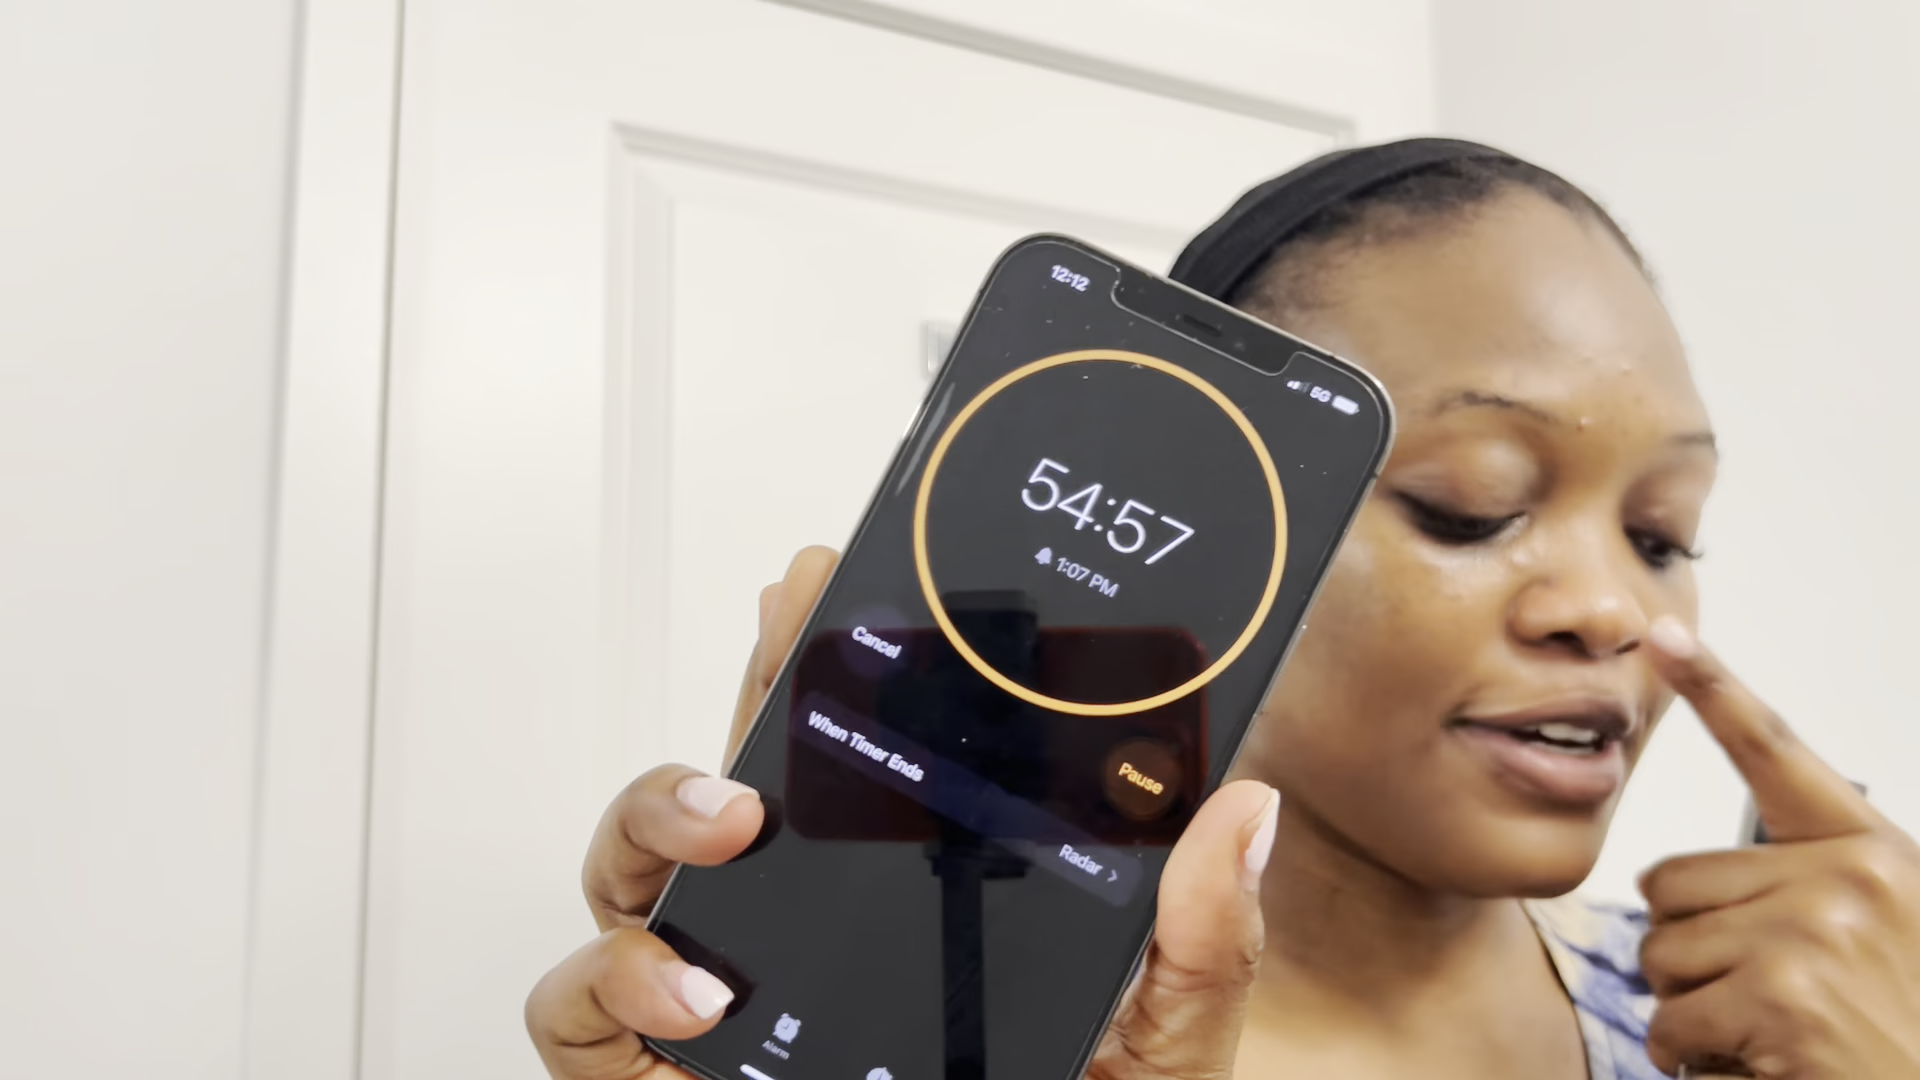 12:12
5G
54:57
1:07 PM
Cancel
Pause
When Timer Ends
Radar >
Alarm